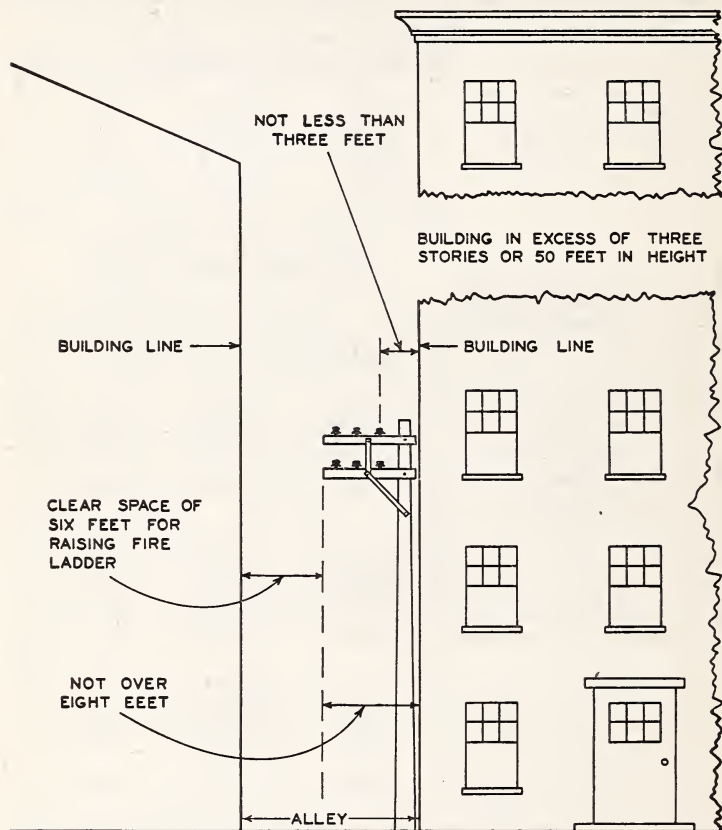 NOT LESS THAN
THREE FEET
BUILDING IN EXCESS OF THREE
STORIES OR 50 FEET IN HEIGHT
BUILDING LINE
BUILDING LINE
CLEAR SPACE OF
SIX FEET FOR
RAISING FIRE
LADDER
NOT OVER
EIGHT EEET
ALLEY